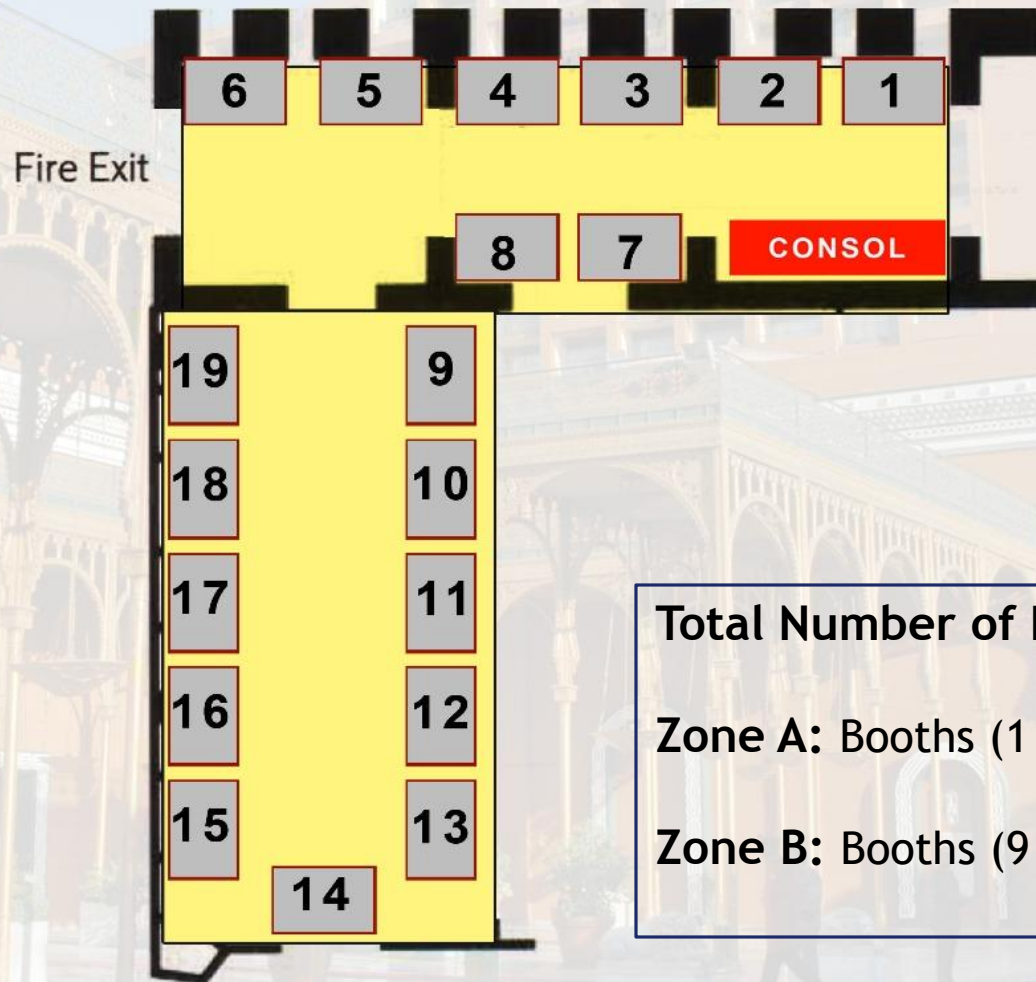 6 5 4 3 2 1
Fire Exit
8 7 CONSOL
19 9
18 10
17 11
16 12
15 13
14
Total Number of
Zone A: Booths (1
Zone B: Booths (9